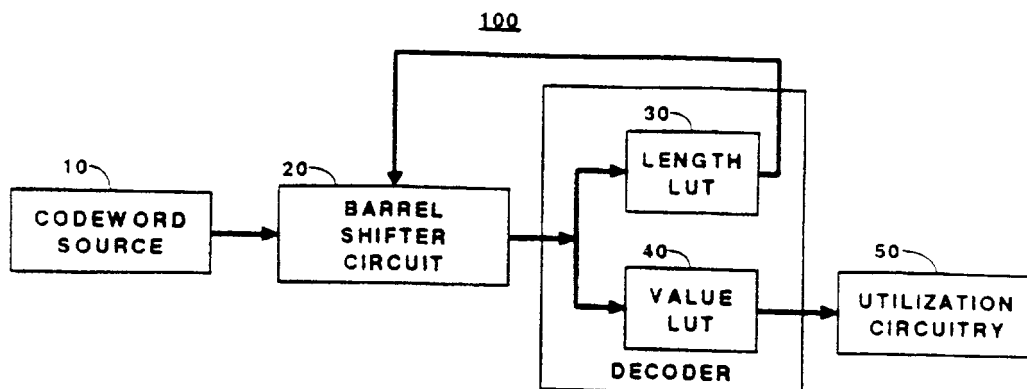 100
10
CODEWORD
SOURCE
20
BARREL
SHIFTER
CIRCUIT
30
LENGTH
LUT
40
VALUE
LUT
DECODER
50
UTILIZATION
CIRCUITRY